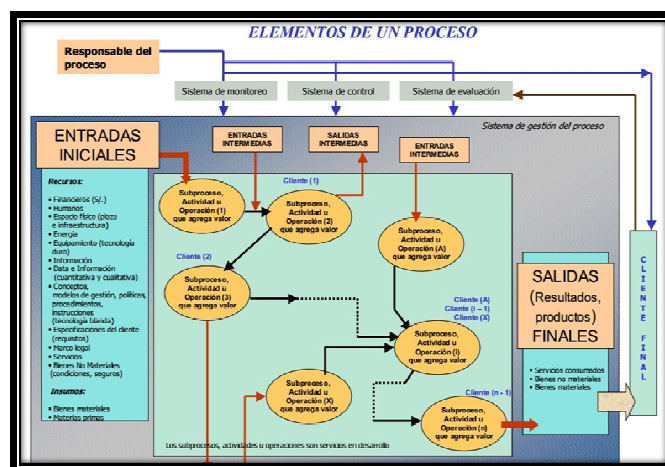 ELEMENTOS DE UN PROCESO
Responsable del
proceso
Sistema de monitoreo
Sistema de control
Sistema de evaluación
Sistema de gestión del proceso
ENTRADAS
INICIALES
Recursos:
• Financieros (S/.)
• Humanos
• Espacio físico (plaza
e infraestructura)
• Energía
• Equipamiento (tecnología
dura)
• Información
• Data e Información
(cuantitativa y cualitativa)
• Conceptos,
modelos de gestión, políticas,
procedimientos,
instrucciones
(tecnología blanda)
• Especificaciones del cliente
(requisitos)
• Marco legal
• Servicios
• Bienes No Materiales
(condiciones, seguros)
Insumos:
• Bienes materiales
• Materias primas
ENTRADAS
INTERMEDIAS
SALIDAS
INTERMEDIAS
ENTRADAS
INTERMEDIAS
Subproceso,
Actividad u
Operación (1)
que agrega valor
Cliente (1)
Subproceso,
Actividad u
Operación (2)
que agrega valor
Subproceso,
Actividad u
Operación (A)
que agrega valor
Cliente (2)
Subproceso,
Actividad u
Operación (3)
que agrega valor
Cliente (A)
Cliente (i – 1)
Cliente (X)
Subproceso,
Actividad u
Operación (i)
que agrega valor
Subproceso,
Actividad u
Operación (X)
que agrega valor
Cliente (n - 1)
Subproceso,
Actividad u
Operación (n)
que agrega valor
Los subprocesos, actividades u operaciones son servicios en desarrollo
SALIDAS
(Resultados,
productos)
FINALES
• Servicios consumados
• Bienes no materiales
• Bienes materiales
CLIENTE FINAL